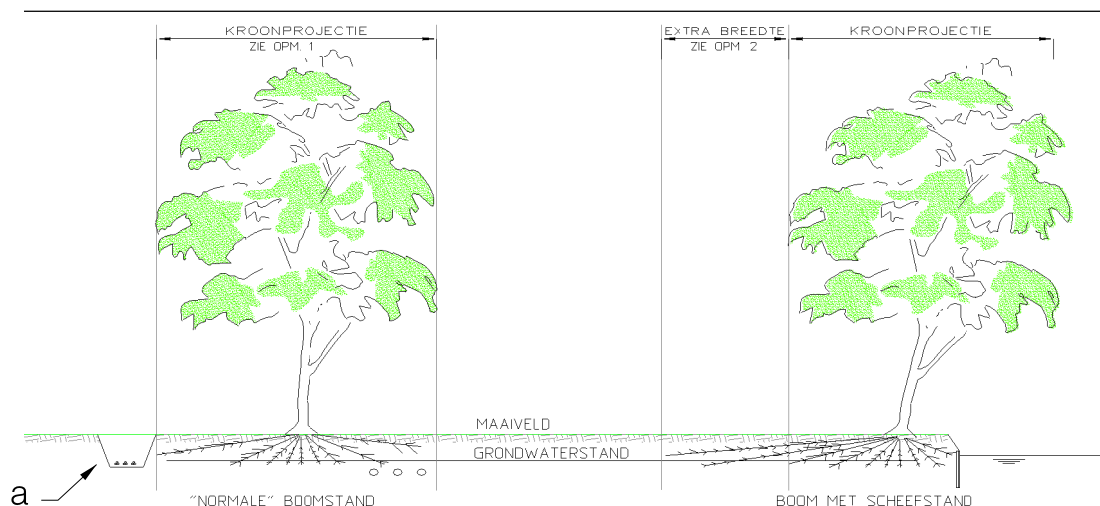 KROONPROJECTIE
ZIE OPM. 1
EXTRA BREEDTE
ZIE OPM 2
KROONPROJECTIE
MAAIVELD
GRONDWATERSTAND
a
"NORMALE" BOOMSTAND
BOOM MET SCHEEFSTAND